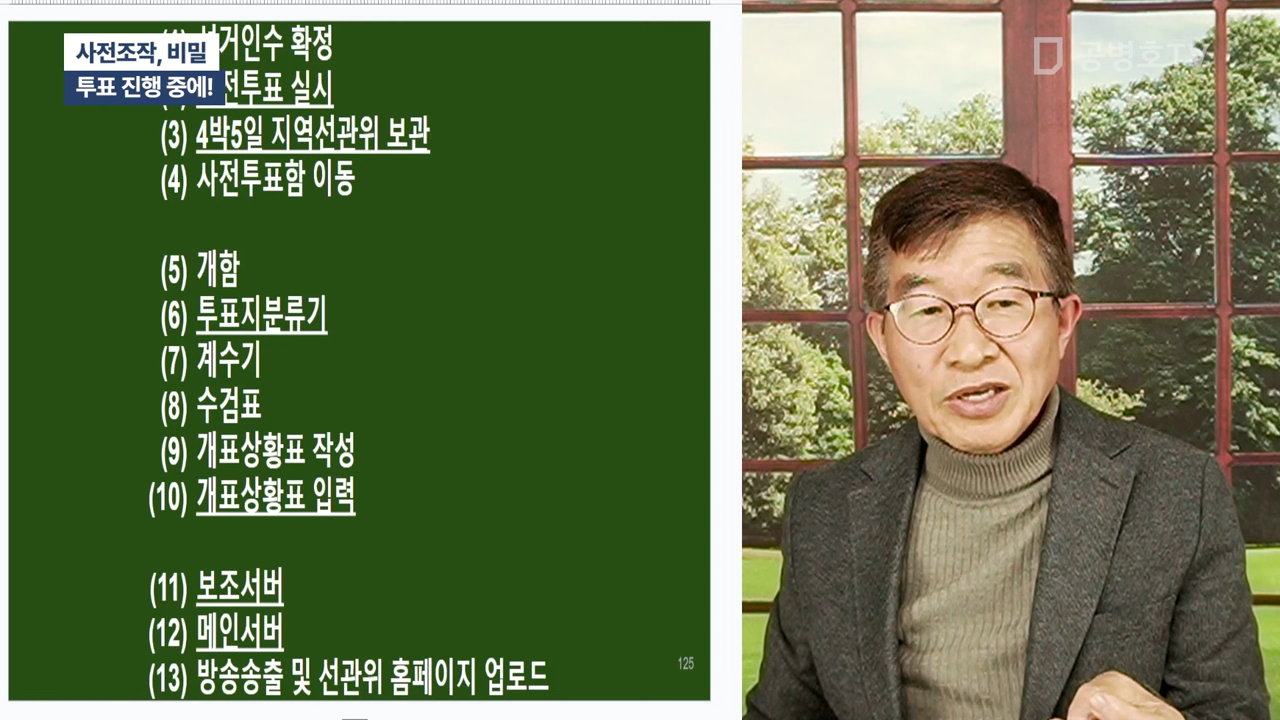 사전조작, 비밀
투표 진행 중에!
거인수 확정
전투표 실시
(3) 4박5일 지역선관위 보관
(4) 사전투표함 이동
(5) 개함
(6) 투표지분류기
(7) 계수기
(8) 수검표
(9) 개표상황표 작성
(10) 개표상황표 입력
(11) 보조서버
(12) 메인서버
(13) 방송송출 및 선관위 홈페이지 업로드
125
공병호TV